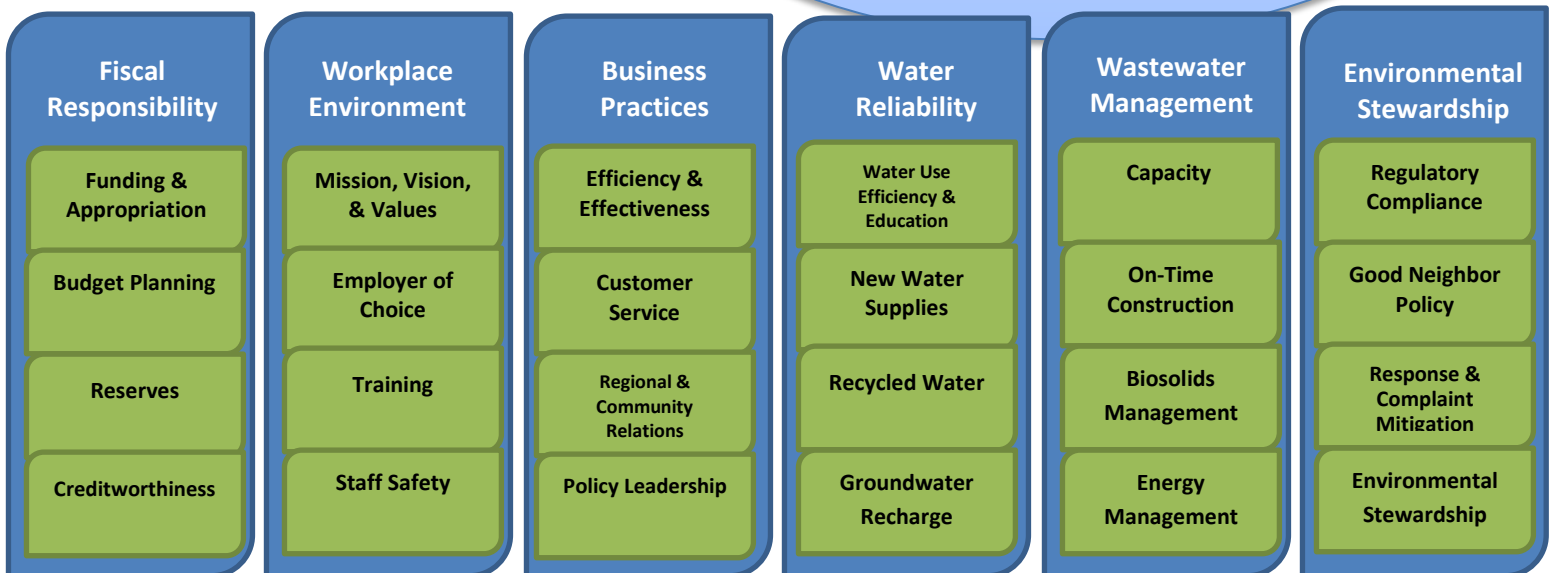 Fiscal
Responsibility
Funding &
Appropriation
Budget Planning
Reserves
Creditworthiness
Workplace
Environment
Mission, Vision,
& Values
Employer of
Choice
Training
Staff Safety
Business
Practices
Efficiency &
Effectiveness
Customer
Service
Regional &
Community
Relations
Policy Leadership
Water
Reliability
Water Use
Efficiency &
Education
New Water
Supplies
Recycled Water
Groundwater
Recharge
Wastewater
Management
Capacity
On-Time
Construction
Biosolids
Management
Energy
Management
Environmental
Stewardship
Regulatory
Compliance
Good Neighbor
Policy
Response &
Complaint
Mitigation
Environmental
Stewardship